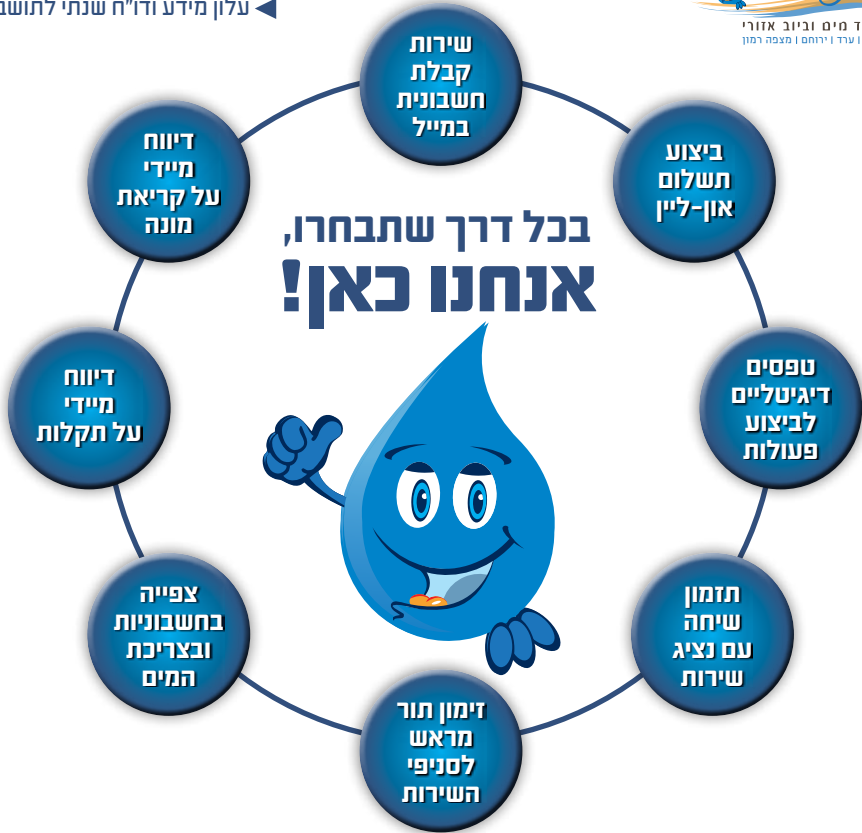 עלון מידע ודו"ח שנתי
מים וביוב אזורי
| ערד | ירוחם | מצפה רמון
שירות
קבלת
חשבונית
במייל
ביצוע
תשלום
און-ליין
טפסים
דיגיטליים
לביצוע
פעולות
תזמון
שיחה
עם נציג
שירות
זימון תור
מראש
לסניפי
השירות
צפייה
בחשבוניות
ובצריכת
המים
דיווח
מיידי
על תקלות
דיווח
מיידי
על קריאת
מונה
בכל דרך שתבחרו,
אנחנו כאן!